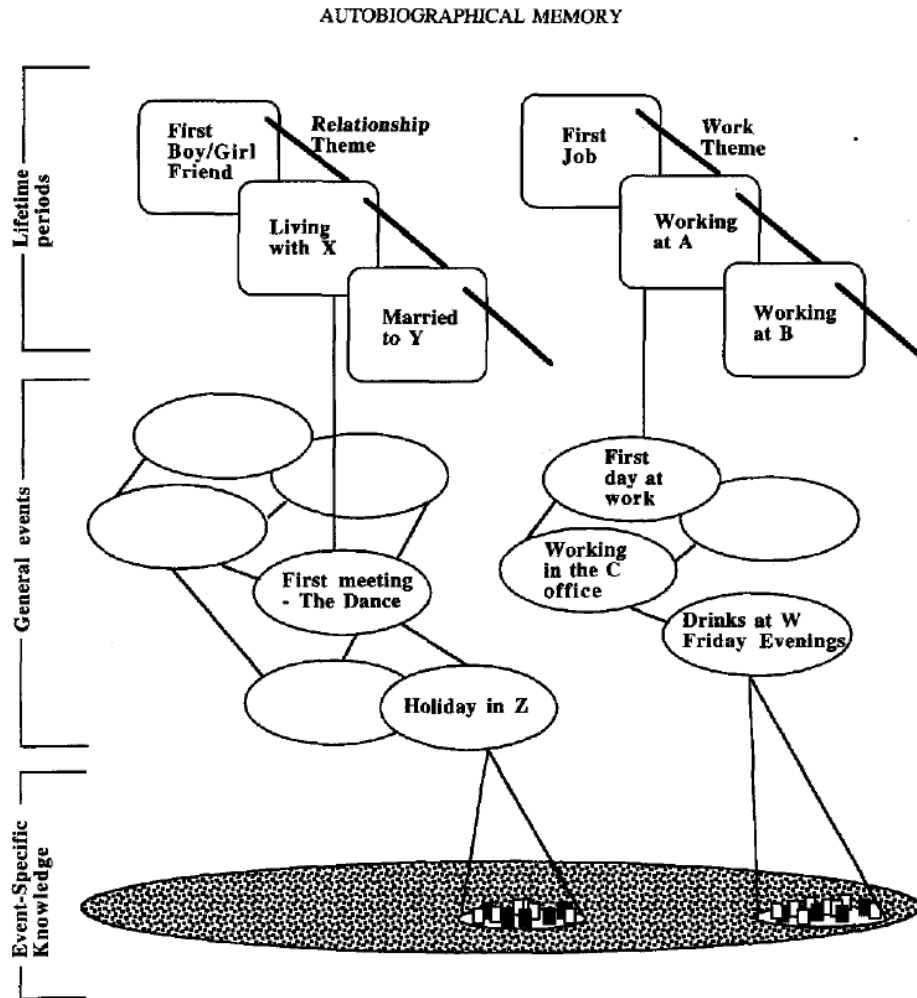 AUTOBIOGRAPHICAL MEMORY
Lifetime
periods
First
Boy/Girl
Friend
Relationship
Theme
Living
with X
Married
to Y
First
Job
Work
Theme
Working
at A
Working
at B
General events
First meeting
- The Dance
Holiday in Z
First
day at
work
Working
in the C
office
Drinks at W
Friday Evenings
Event-Specific
Knowledge